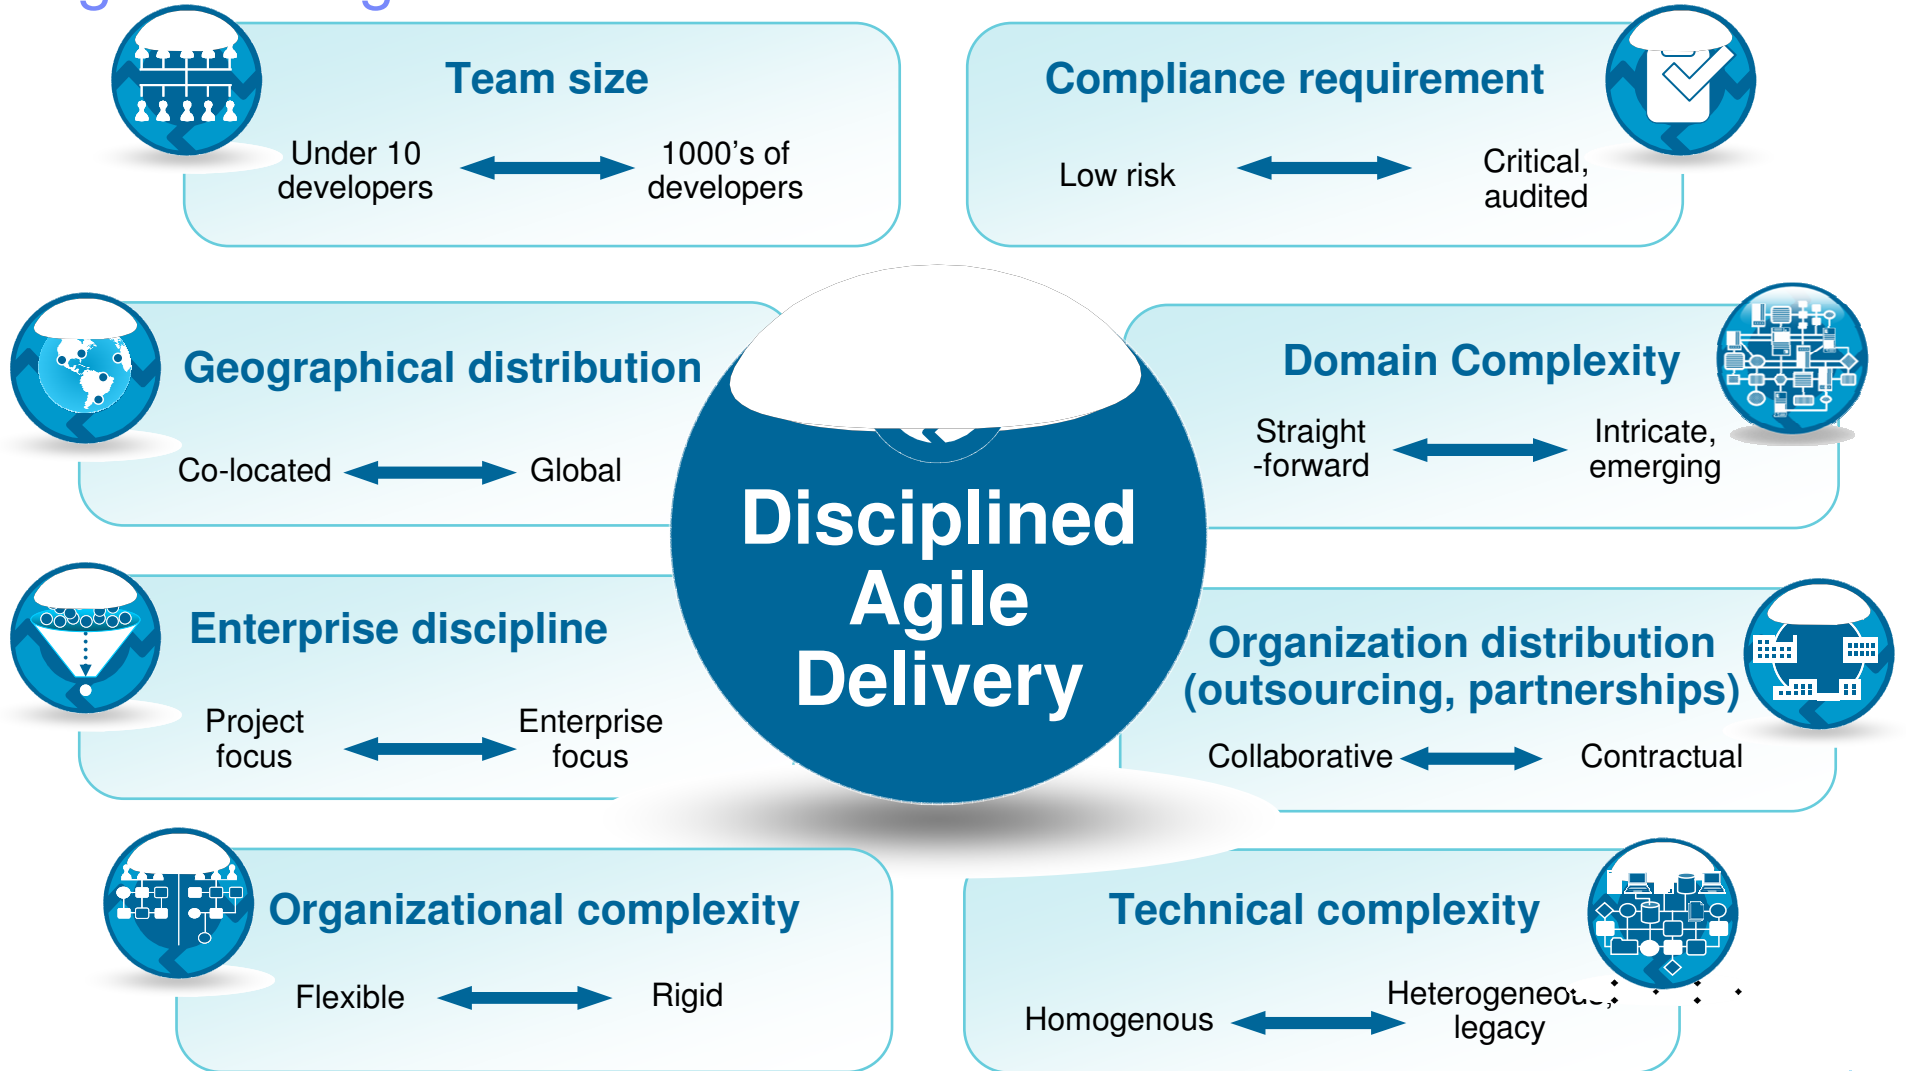 Team size
Under 10
developers
1000's of
developers
Compliance requirement
Low risk
Critical,
audited
Geographical distribution
Co-located
Global
Domain Complexity
Straight
-forward
Intricate,
emerging
Disciplined
Agile
Delivery
Enterprise discipline
Project
focus
Enterprise
focus
Organization distribution
(outsourcing, partnerships)
Collaborative
Contractual
Organizational complexity
Flexible
Rigid
Technical complexity
Homogenous
Heterogeneous,
legacy